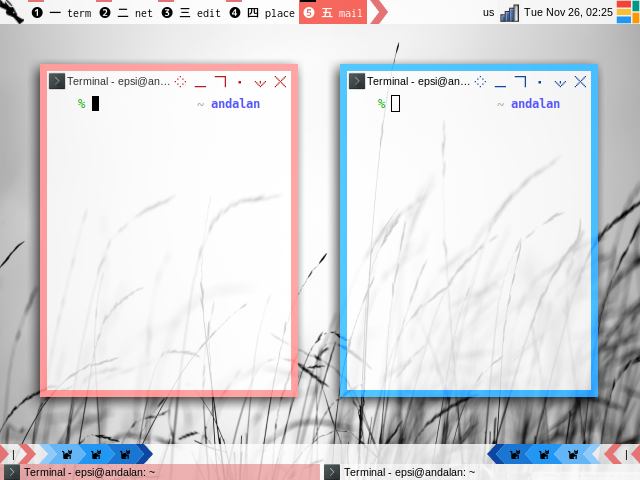 ❶ 一 term ❷ 二 net ❸ 三 edit ❹ 四 place ❺ 五 mail us Tue Nov 26, 02:25
Terminal - epsi@an...
% ~ andalan
Terminal - epsi@an...
% ~ andalan
Terminal - epsi@andalan: ~ Terminal - epsi@andalan: ~